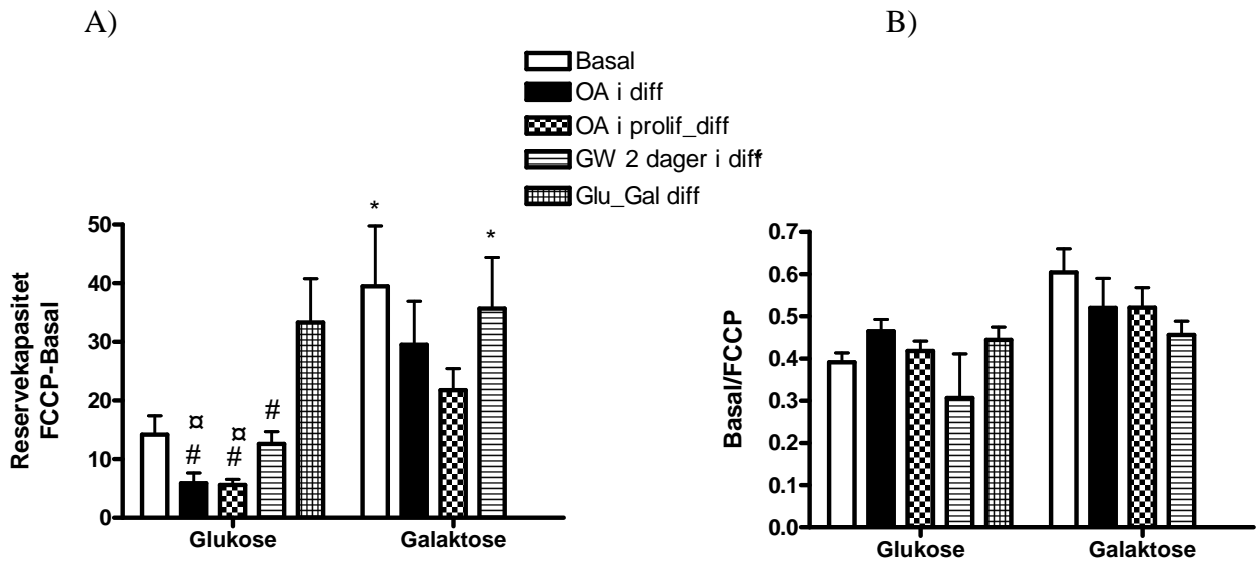 A)
B)
Basal
OA i diff
OA i prolif_diff
GW 2 dager i diff*
Glu_Gal diff
Reservekapasitet
FCCP-Basal
50
40
30
20
10
0
¤
#
¤
#
#
*
*
Glukose
Galaktose
Basal/FCCP
0.7
0.6
0.5
0.4
0.3
0.2
0.1
0.0
Glukose
Galaktose